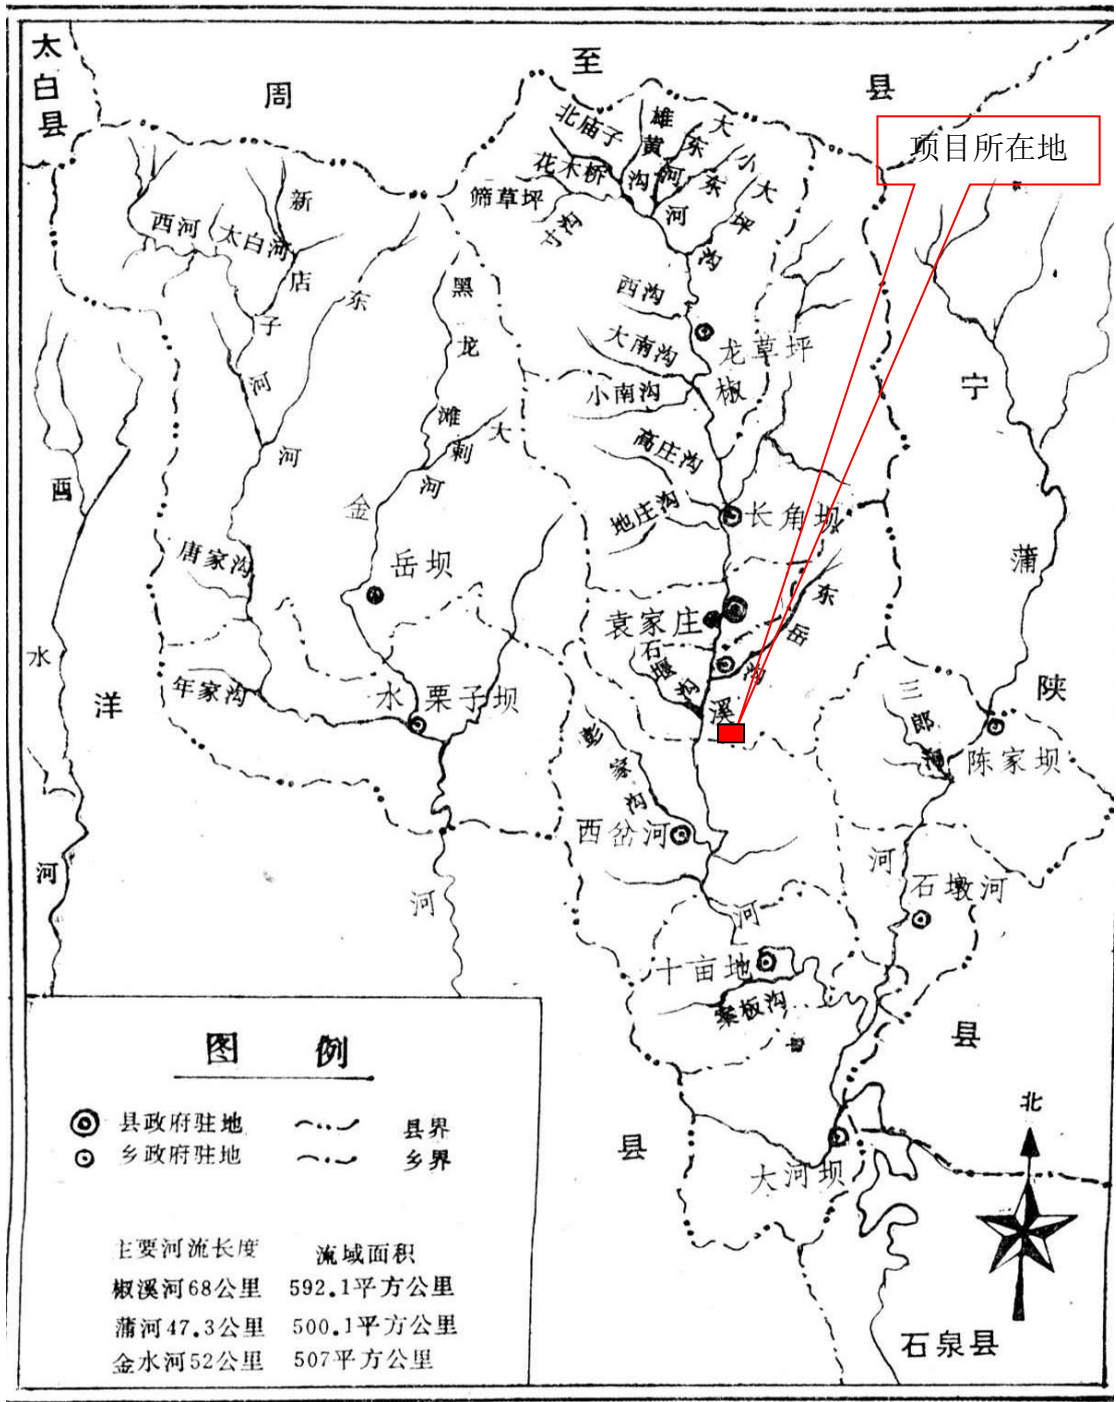 太白县
周至县
项目所在地
北庙子
雄黄沟
大东河
小东河
大坪沟
花木桥
筛草坪
寸沟
西河
太白河
新店子河
东河
黑龙滩河
大刺
西沟
龙草坪
大南沟
小南沟
椒溪河
高庄沟
长角坝
地庄沟
金水河
岳坝
唐家沟
酉水河
宁陕县
蒲河
袁家庄
东岳沟
石堰沟
年家沟
栗子坝
洋县
彭家沟
三郎沟
陈家坝
西岔河
石墩河
十亩地
案板沟
大河坝
石泉县
北
图 例
县政府驻地 县界
乡政府驻地 乡界
主要河流长度 流域面积
椒溪河68公里 592.1平方公里
蒲河47.3公里 500.1平方公里
金水河52公里 507平方公里